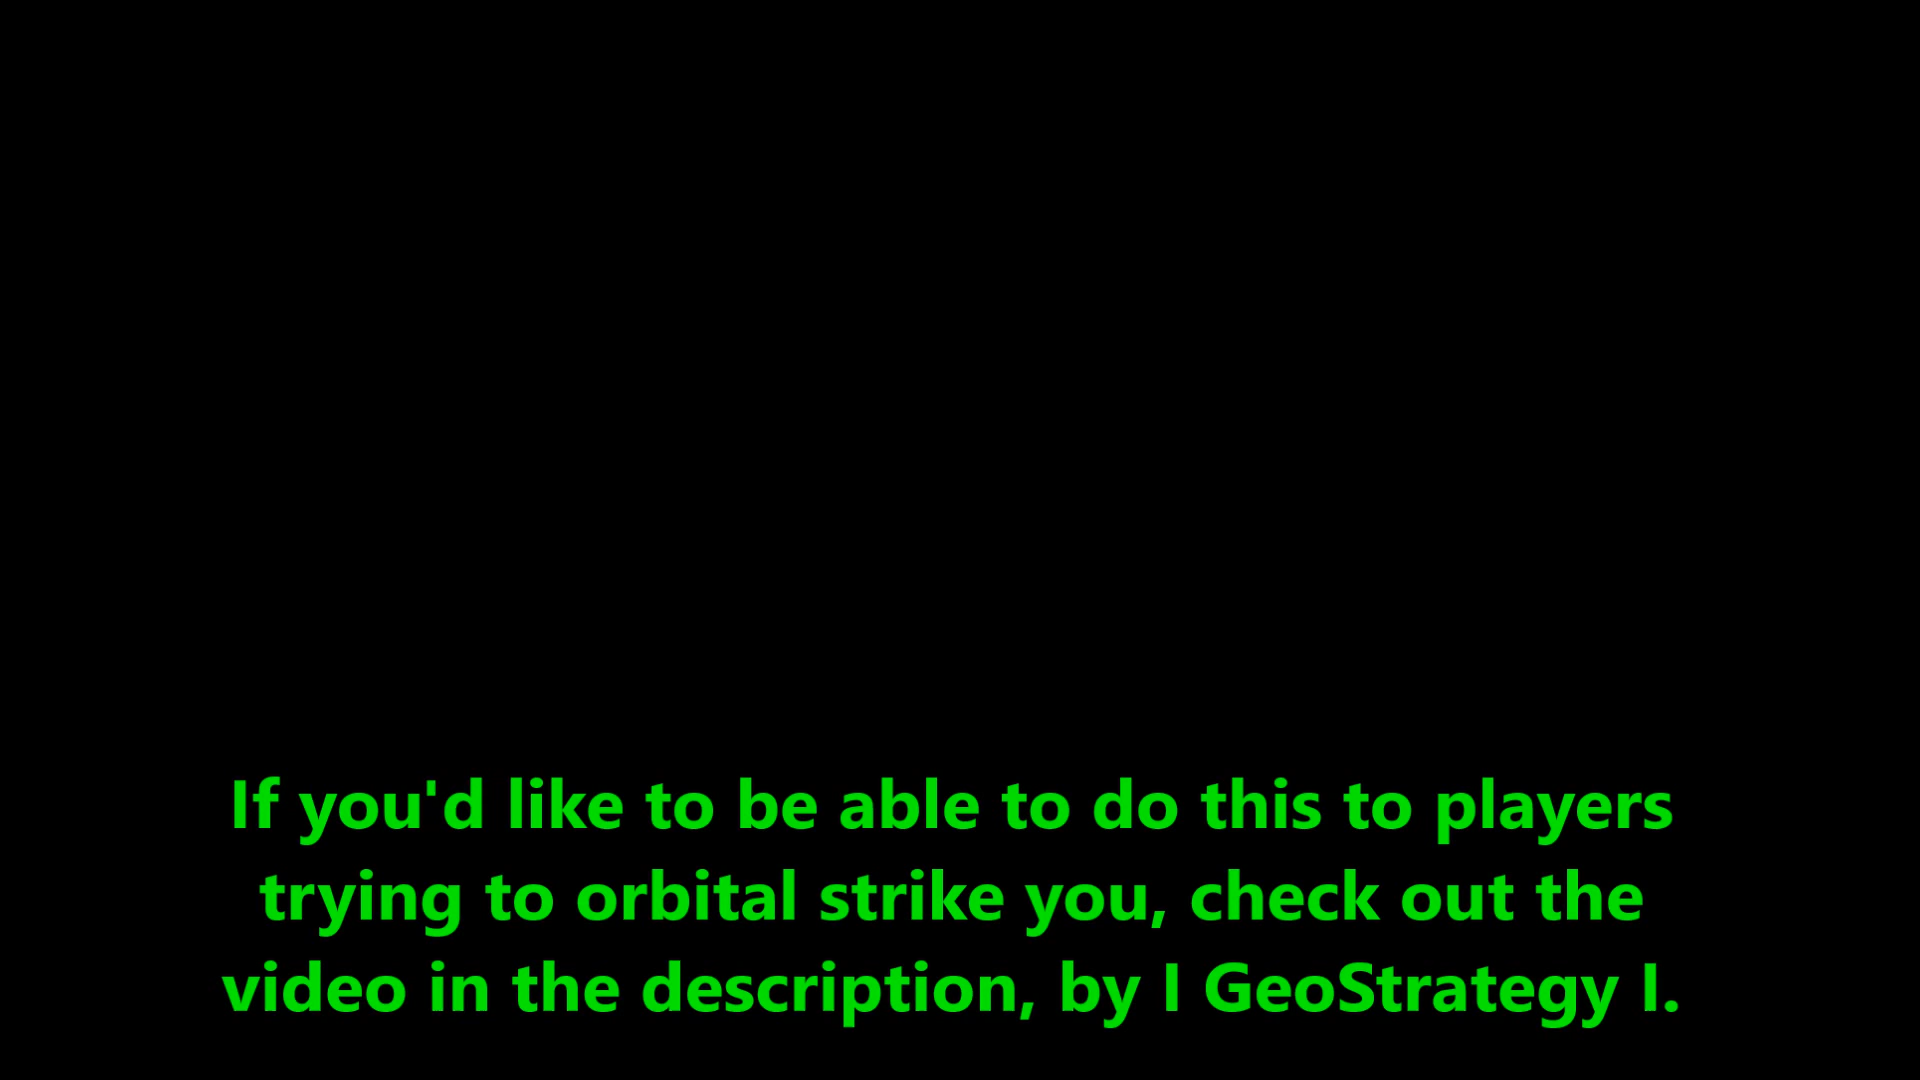 If you'd like to be able to do this to players
trying to orbital strike you, check out the
video in the description, by I GeoStrategy I.